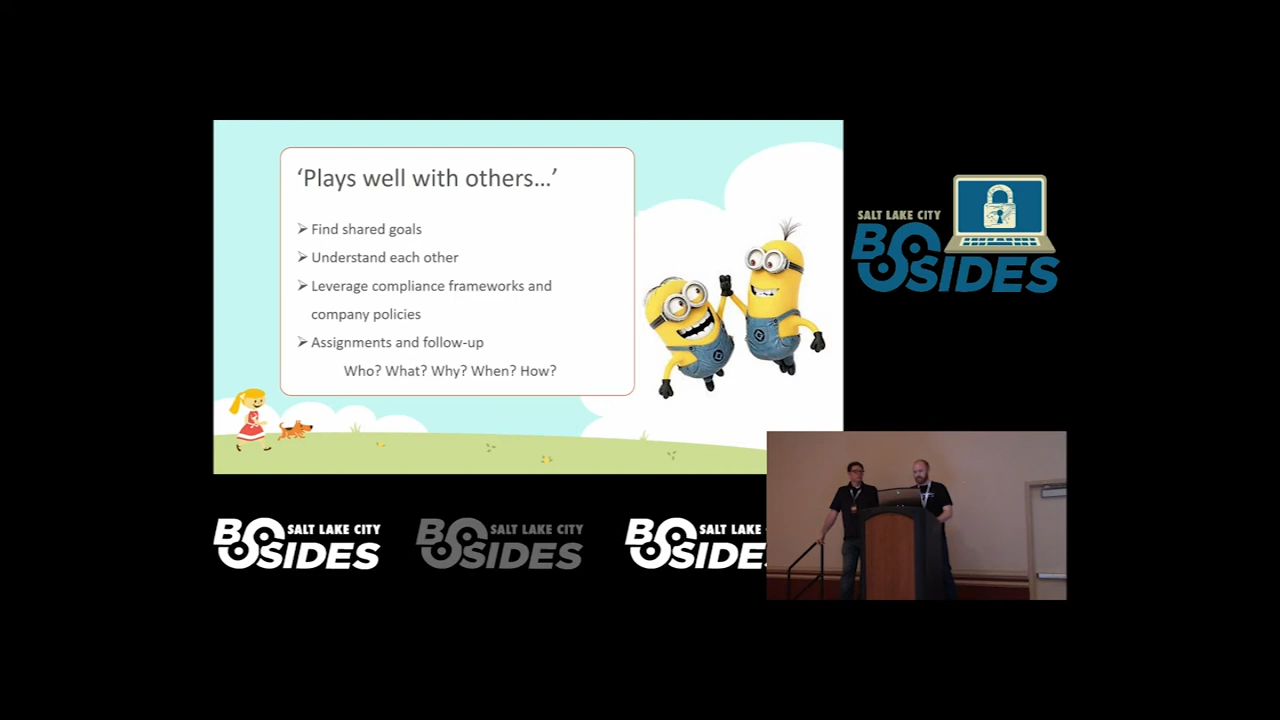 ‘Plays well with others...’
➢ Find shared goals
➢ Understand each other
➢ Leverage compliance frameworks and
company policies
➢ Assignments and follow-up
Who? What? Why? When? How?
SALT LAKE CITY
BSIDES
SALT LAKE CITY
BSIDES
SALT LAKE CITY
BSIDES
SALT LAKE
BSIDES